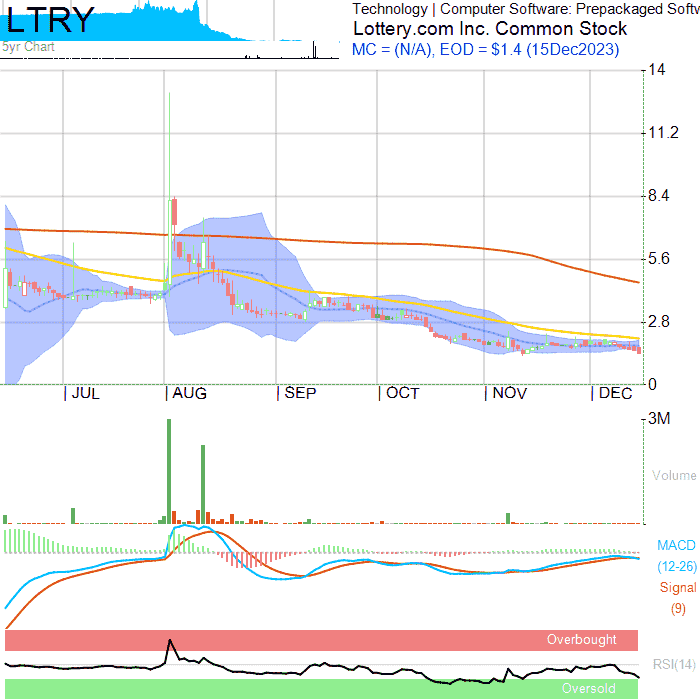 LTRY
5yr Chart
Technology | Computer Software: Prepackaged Softw
Lottery.com Inc. Common Stock
MC = (N/A), EOD = $1.4 (15Dec2023)
14
11.2
8.4
5.6
2.8
0
JUL AUG SEP OCT NOV DEC
3M
Volume
MACD
(12-26)
Signal
(9)
Overbought
RSI(14)
Oversold